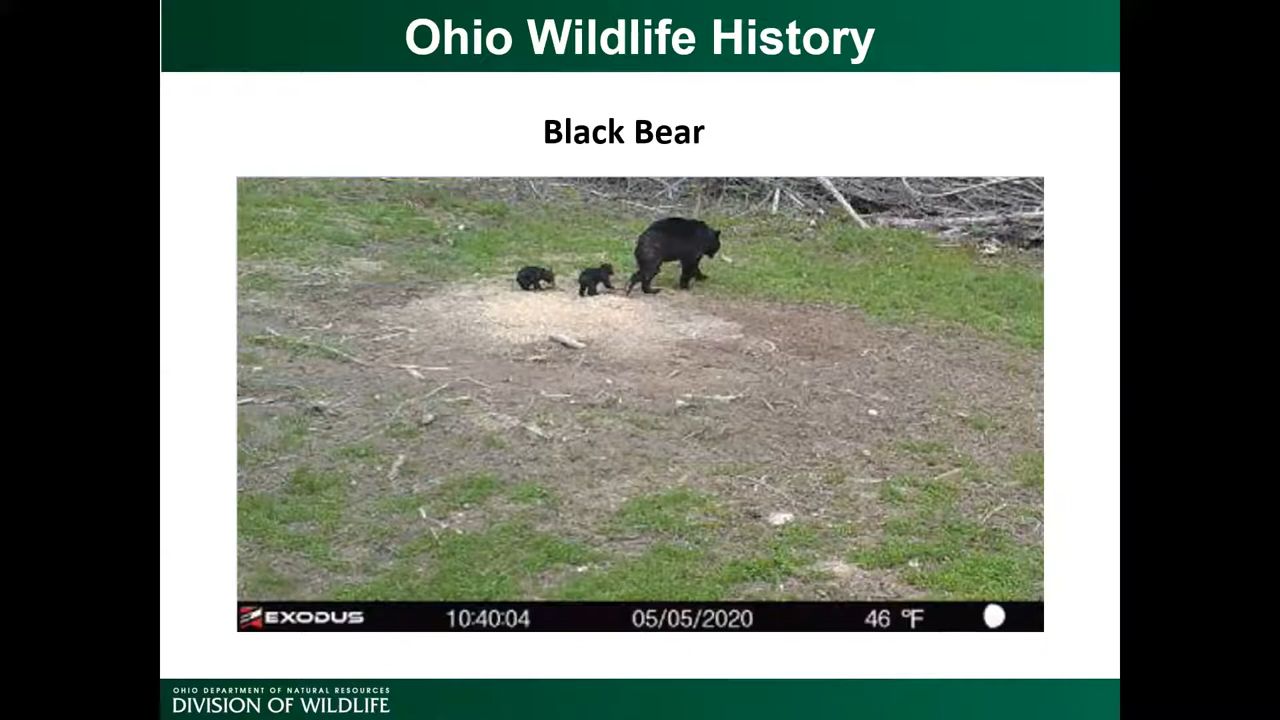 Ohio Wildlife History
Black Bear
EXODUS 10:40:04 05/05/2020 46 °F
OHIO DEPARTMENT OF NATURAL RESOURCES
DIVISION OF WILDLIFE